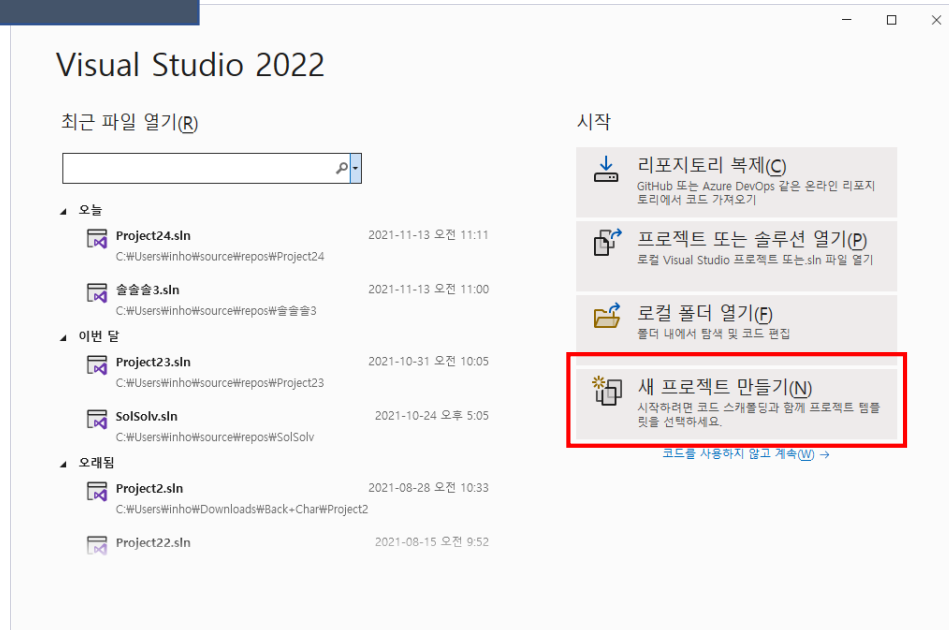 Visual Studio 2022
최근 파일 열기(R)
오늘
Project24.sln
2021-11-13 오전 11:11
C:₩Users₩inho₩source₩repos₩Project24
솔솔솔3.sln
2021-11-13 오전 11:00
C:₩Users₩inho₩source₩repos₩솔솔솔3
이번 달
Project23.sln
2021-10-31 오전 10:05
C:₩Users₩inho₩source₩repos₩Project23
SolSolv.sln
2021-10-24 오후 5:05
C:₩Users₩inho₩source₩repos₩SolSolv
오래됨
Project2.sln
2021-08-28 오전 10:33
C:₩Users₩inho₩Downloads₩Back+Char₩Project2
Project22.sln
2021-08-15 오전 9:52
시작
리포지토리 복제(C)
GitHub 또는 Azure DevOps 같은 온라인 리포지
토리에서 코드 가져오기
프로젝트 또는 솔루션 열기(P)
로컬 Visual Studio 프로젝트 또는.sln 파일 열기
로컬 폴더 열기(F)
폴더 내에서 탐색 및 코드 편집
새 프로젝트 만들기(N)
시작하려면 코드 스캐폴딩과 함께 프로젝트 템플
릿을 선택하세요.
코드를 사용하지 않고 계속(W) →